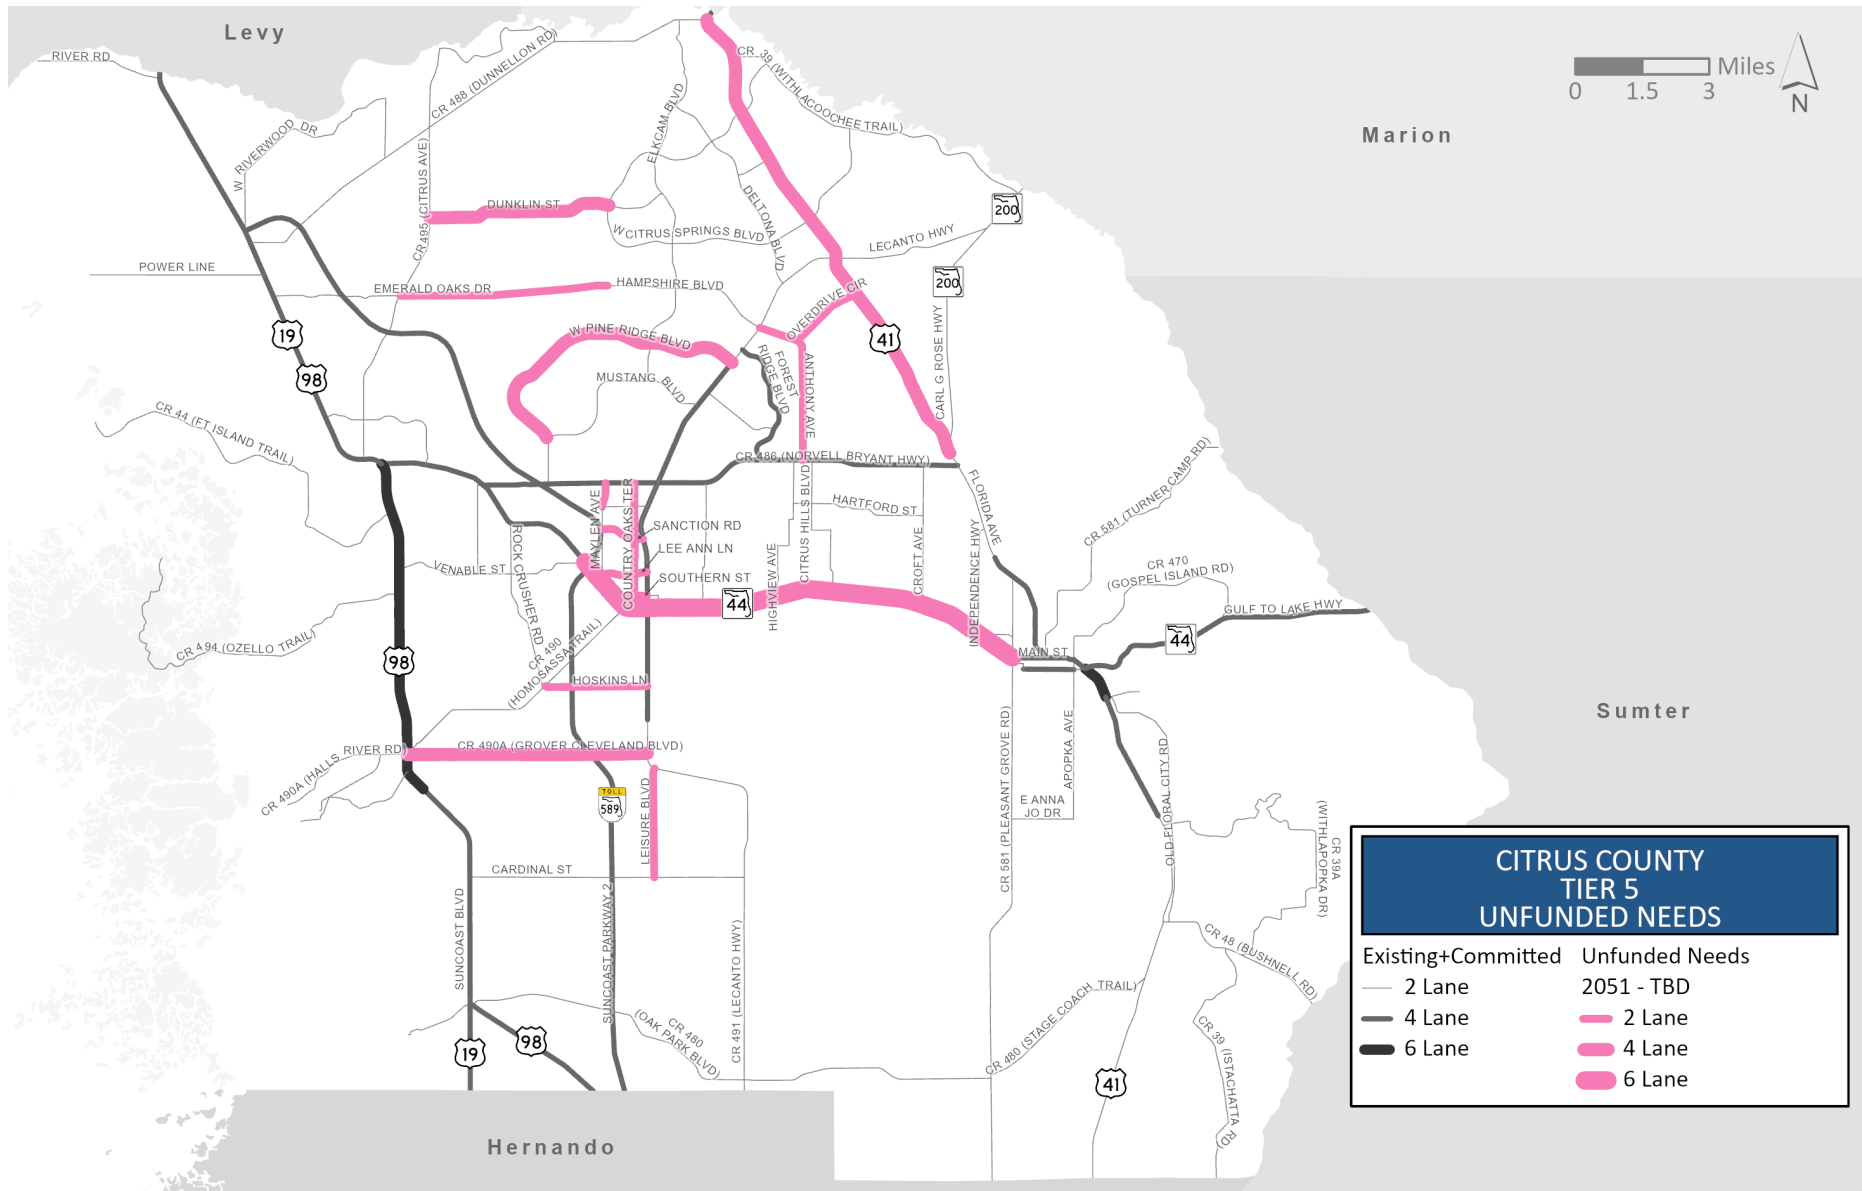 Levy
RIVER RD
CR 488 (DUNNELLON RD)
CR 39 (WITHLACOOCHEE TRAIL)
Miles
0 1.5 3
N
Marion
W RIVERWOOD DR
CR 495 (CITRUS AVE)
ELKCAM BLVD
DELTONA BLVD
DUNKLIN ST
W CITRUS SPRINGS BLVD
LECANTO HWY
200
200
POWER LINE
EMERALD OAKS DR
HAMPSHIRE BLVD
OVERDRIVE CIR
19
98
41
W PINE RIDGE BLVD
MUSTANG BLVD
FOREST
RIDGE BLVD
ANTHONY AVE
CARL G ROSE HWY
CR 44 (FT ISLAND TRAIL)
CR 486 (NORVELL BRYANT HWY)
CR 581 (TURNER CAMP RD)
FLORIDA AVE
HARTFORD ST
MAYLEN AVE
COUNTRY OAKS TER
SANCTION RD
LEE ANN LN
SOUTHERN ST
ROCK CRUSHER RD
VENABLE ST
CITRUS HILLS BLVD
HIGHVIEW AVE
CROFT AVE
INDEPENDENCE HWY
CR 470
(GOSPEL ISLAND RD)
GULF TO LAKE HWY
44
44
MAIN ST
CR 494 (OZELLO TRAIL)
98
CR 490
(HOMOSASSA TRAIL)
HOSKINS LN
Sumter
CR 490A (GROVER CLEVELAND BLVD)
CR 490A (HALLS RIVER RD)
TOLL
589
LEISURE BLVD
CR 581 (PLEASANT GROVE RD)
APOPKA AVE
E ANNA
JO DR
OLD FLORAL CITY RD
CR 39A
(WITHLAPOPKA DR)
CARDINAL ST
SUNCOAST BLVD
SUNCOAST PARKWAY 2
CR 491 (LECANTO HWY)
CR 48 (BUSHNELL RD)
CR 480
(OAK PARK BLVD)
CR 480 (STAGE COACH TRAIL)
CR 39 (ISTACHATTA RD)
19
98
41
Hernando
CITRUS COUNTY
TIER 5
UNFUNDED NEEDS
Existing+Committed
2 Lane
4 Lane
6 Lane
Unfunded Needs
2051 - TBD
2 Lane
4 Lane
6 Lane